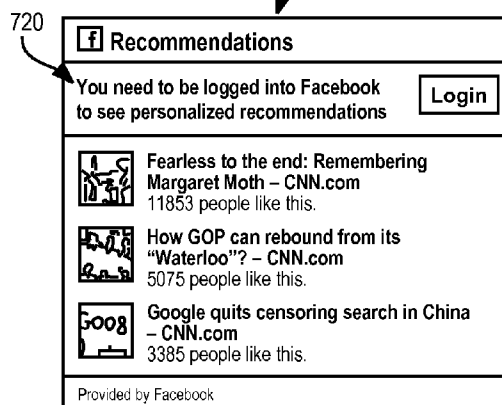 720
f Recommendations
You need to be logged into Facebook
to see personalized recommendations
Login
Fearless to the end: Remembering
Margaret Moth – CNN.com
11853 people like this.
How GOP can rebound from its
“Waterloo”? – CNN.com
5075 people like this.
GOO8
Google quits censoring search in China
– CNN.com
3385 people like this.
Provided by Facebook